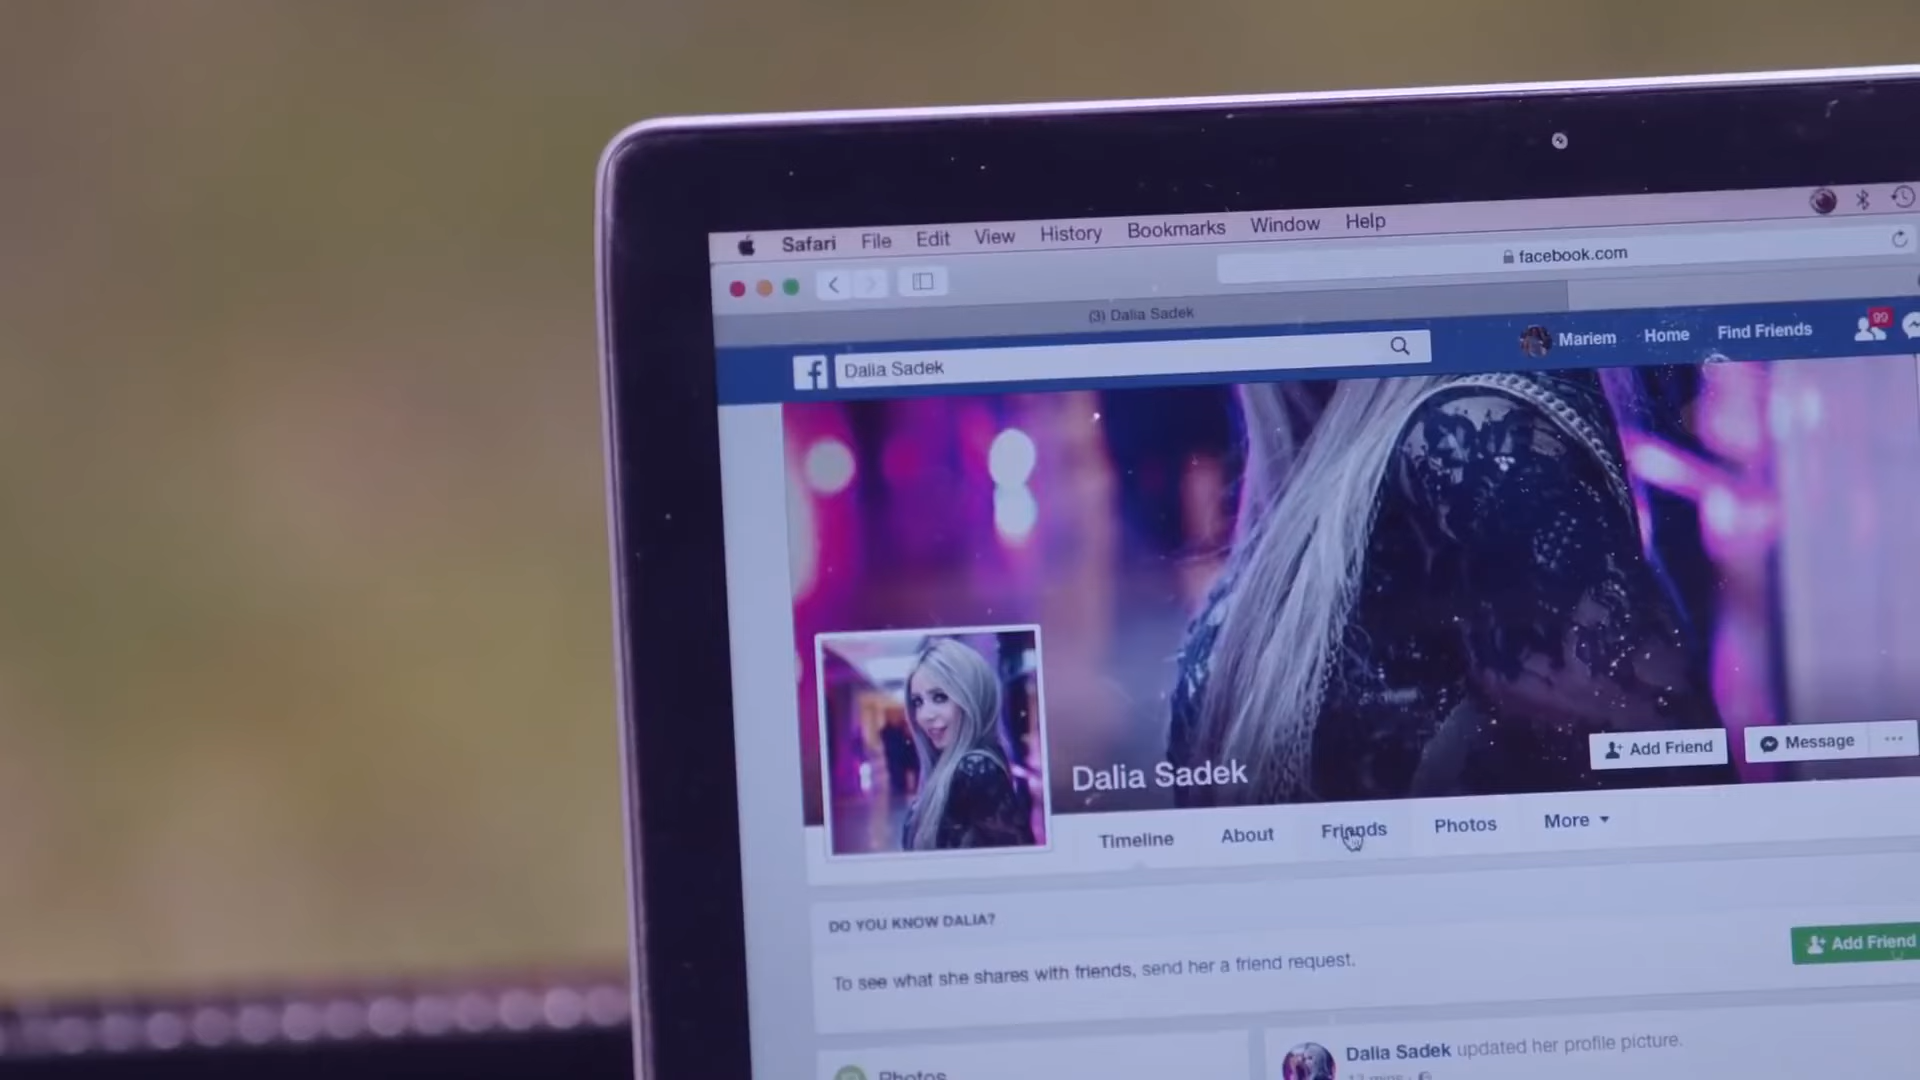 Safari File Edit View History Bookmarks Window Help
facebook.com
(3) Dalia Sadek
f Dalia Sadek Mariem Home Find Friends 99
Dalia Sadek
Add Friend Message ...
Timeline About Friends Photos More
DO YOU KNOW DALIA?
To see what she shares with friends, send her a friend request.
Add Friend
Dalia Sadek updated her profile picture.
Photos